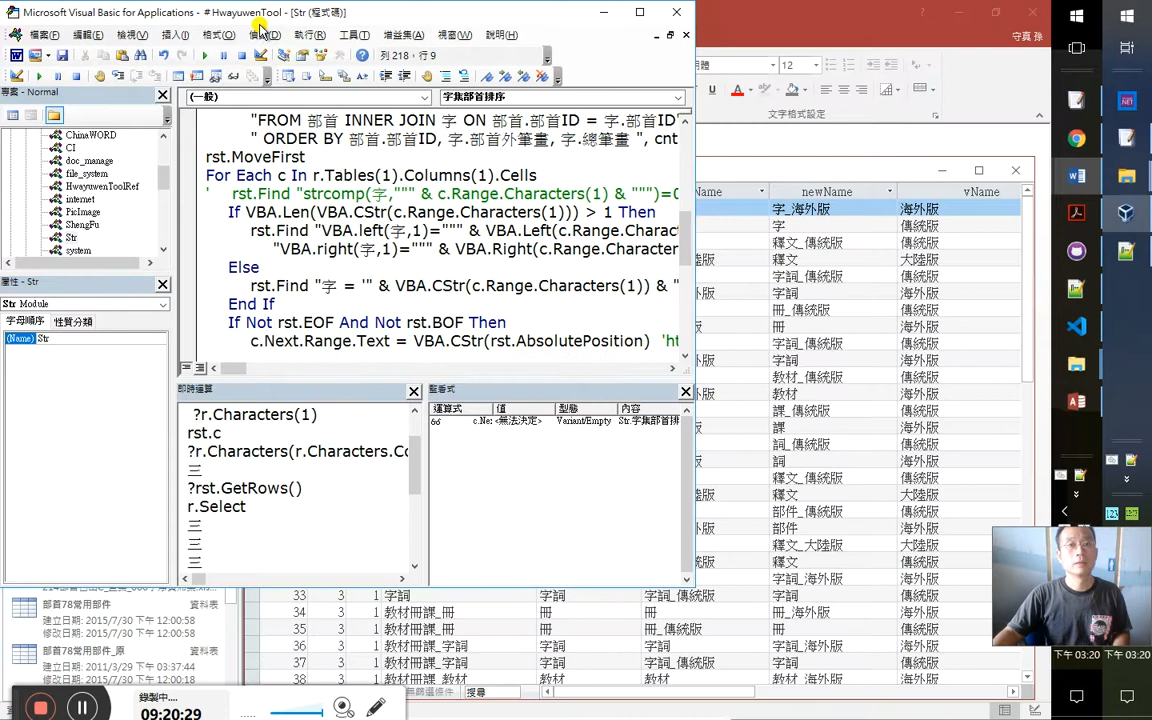 Microsoft Visual Basic for Applications - #HwayuwenTool - [Str (程式碼)]
檔案(F) 編輯(E) 檢視(V) 插入(I) 格式(O) 偵錯(D) 執行(R) 工具(T) 增益集(A) 視窗(W) 說明(H)
列 218，行 9
專案 - Normal
ChinaWORD
CI
doc_manage
file_system
HwayuwenToolRef
internet
PicImage
ShengFu
Str
system
屬性 - Str
Str Module
字母順序 性質分類
(Name) Str
(一般) 字集部首排序
"FROM 部首 INNER JOIN 字 ON 部首.部首ID = 字.部首ID
" ORDER BY 部首.部首ID, 字.部首外筆畫, 字.總筆畫 ", cnt
rst.MoveFirst
For Each c In r.Tables(1).Columns(1).Cells
' rst.Find "strcomp(字,""" & c.Range.Characters(1) & """)=0
If VBA.Len(VBA.CStr(c.Range.Characters(1))) > 1 Then
rst.Find "VBA.left(字,1)=""" & VBA.Left(c.Range.Charac
"VBA.right(字,1)=""" & VBA.Right(c.Range.Character
Else
rst.Find "字 = '" & VBA.CStr(c.Range.Characters(1)) & "
End If
If Not rst.EOF And Not rst.BOF Then
c.Next.Range.Text = VBA.CStr(rst.AbsolutePosition) 'ht
即時運算
?r.Characters(1)
rst.c
?r.Characters(r.Characters.Co
三
?rst.GetRows()
r.Select
三
三
三
監看式
運算式 值 型態 內容
c.Ne: <無法決定> Variant/Empty Str.字集部首排
守真 孫
12
文字格式設定
Name newName vName
字_海外版 海外版
字 傳統版
釋文_傳統版 海外版
釋文 大陸版
字詞_傳統版 海外版
字詞 傳統版
冊_傳統版 海外版
冊 傳統版
字詞_傳統版 海外版
字詞 傳統版
教材_傳統版 海外版
教材 傳統版
課_傳統版 海外版
課 傳統版
詞_傳統版 海外版
詞 傳統版
釋文_傳統版 海外版
釋文 大陸版
部件_傳統版 海外版
部件 傳統版
釋文_大陸版 大陸版
釋文 傳統版
字詞_海外版 海外版
33 字詞 字詞 字詞_傳統版 字詞 傳統版
34 3 1 教材冊課_冊 冊 冊 冊_海外版 海外版
35 3 1 教材冊課_冊 冊 冊_傳統版 冊 傳統版
36 3 1 教材冊課_字詞 字詞 字詞 字詞_海外版 海外版
37 3 1 教材冊課_字詞 字詞 字詞_傳統版 字詞 傳統版
38 3 1 教材冊課_教材 教材 教材
無篩選條件 搜尋
部首78常用部件 資料表
建立日期: 2015/7/30 下午 12:00:58
修改日期: 2015/7/30 下午 12:00:58
部首78常用部件_原 資料表
建立日期: 2015/7/30 下午 12:00:58
修改日期: 2011/3/29 下午 03:37:44
錄製中....
09:20:29
下午 03:20 下午 03:20